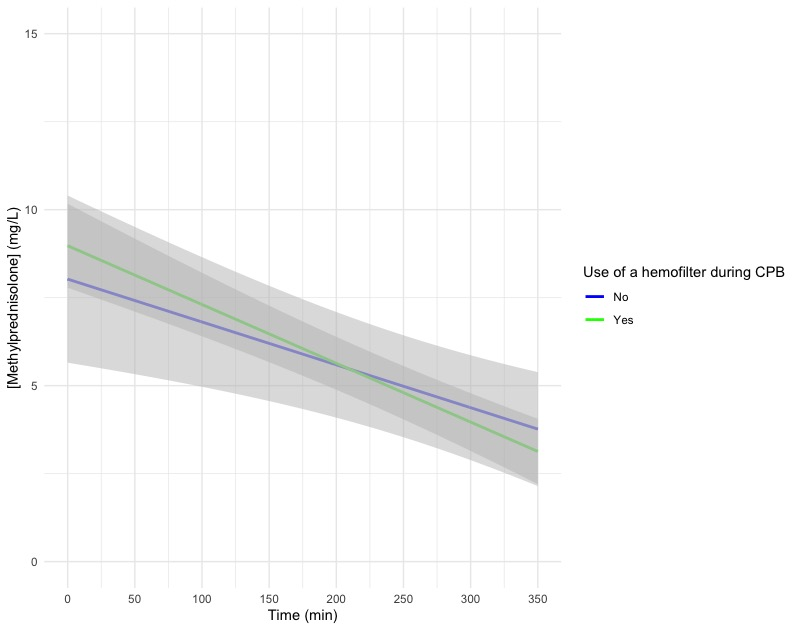 15
10
5
0
[Methylprednisolone] (mg/L)
0 50 100 150 200 250 300 350
Time (min)
Use of a hemofilter during CPB
No
Yes